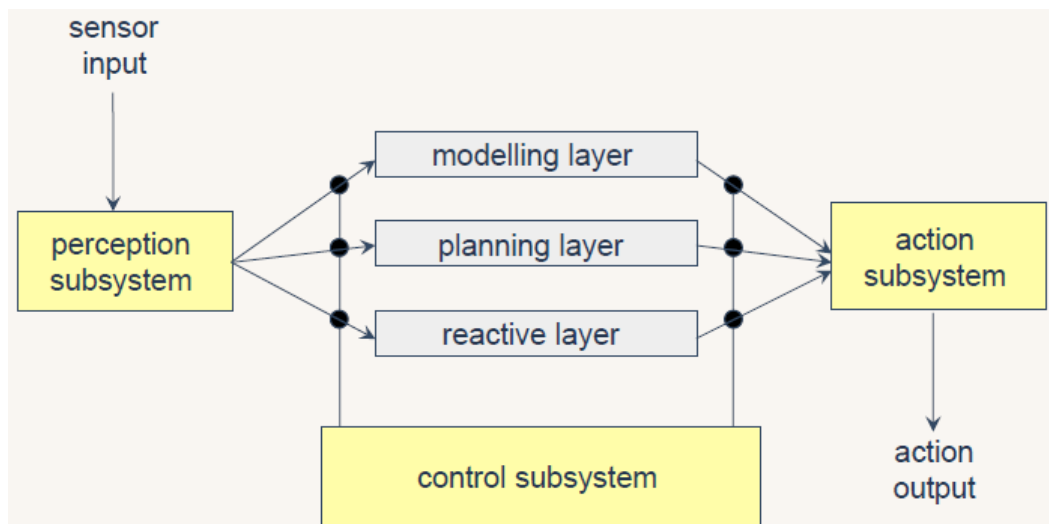 sensor
input
modelling layer
perception
subsystem
planning layer
action
subsystem
reactive layer
control subsystem
action
output